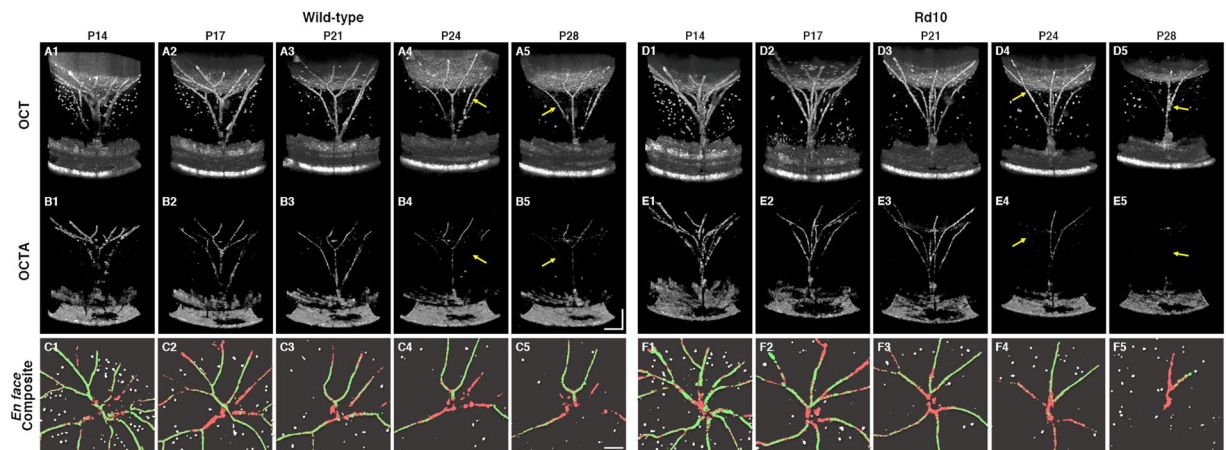 Wild-type Rd10
P14 P17 P21 P24 P28 P14 P17 P21 P24 P28
OCT
A1 A2 A3 A4 A5 D1 D2 D3 D4 D5
OCTA
B1 B2 B3 B4 B5 E1 E2 E3 E4 E5
En face
Composite
C1 C2 C3 C4 C5 F1 F2 F3 F4 F5